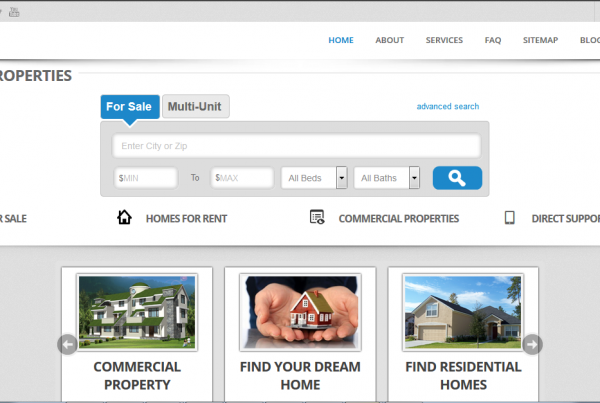 HOME ABOUT SERVICES FAQ SITEMAP BLOG
ROPERTIES
For Sale Multi-Unit advanced search
Enter City or Zip
$MIN To $MAX All Beds All Baths
R SALE HOMES FOR RENT COMMERCIAL PROPERTIES DIRECT SUPPOR
COMMERCIAL
PROPERTY
FIND YOUR DREAM
HOME
FIND RESIDENTIAL
HOMES